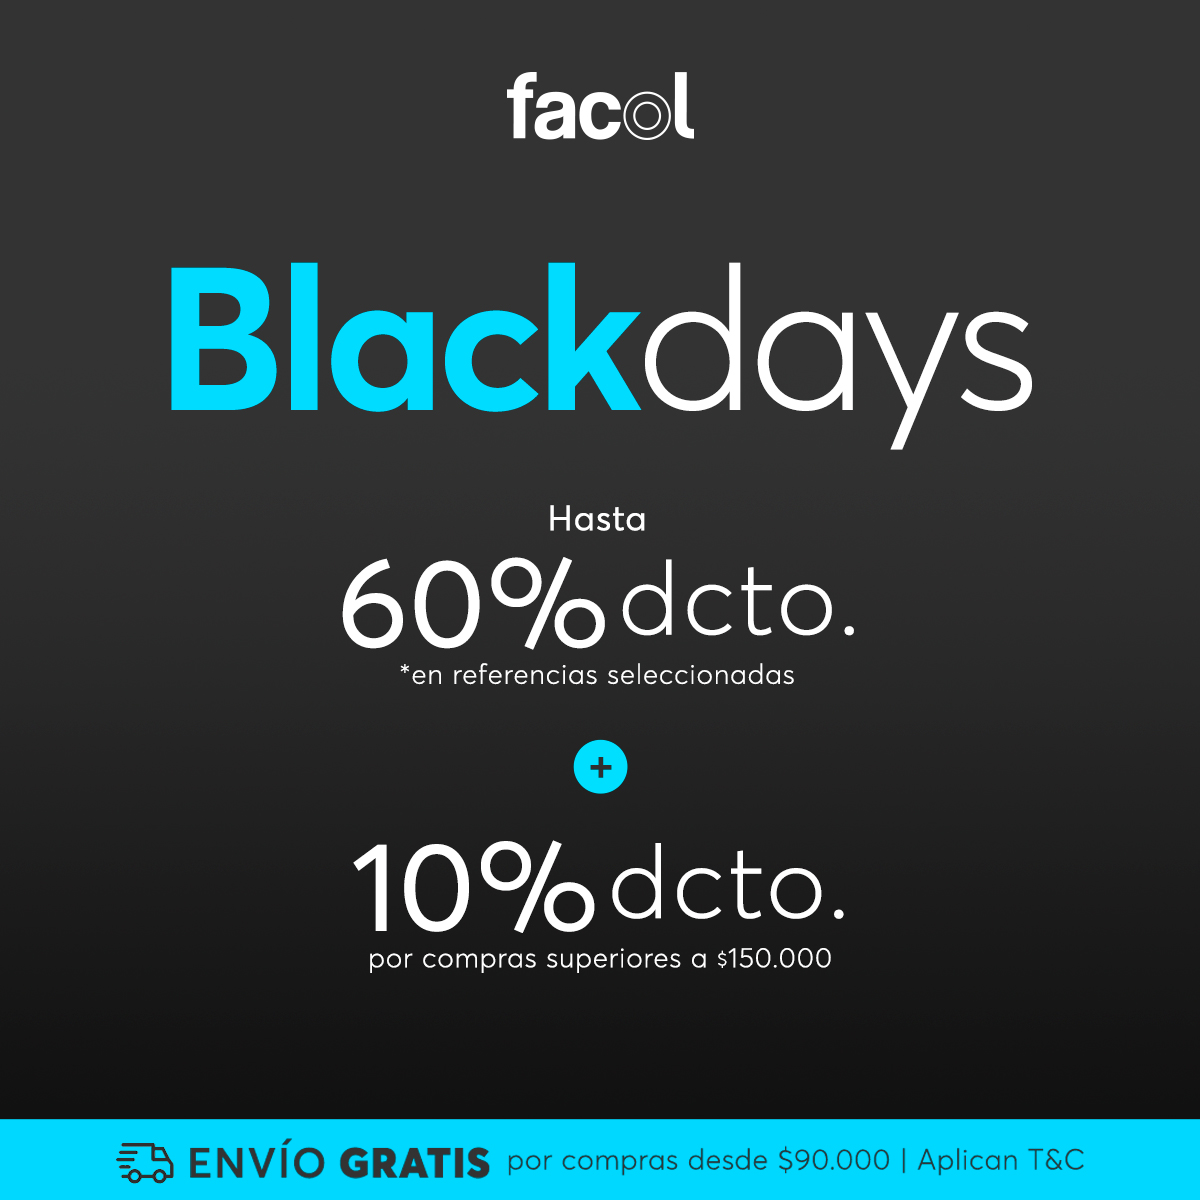 facol
Blackdays
Hasta
60% dcto.
*en referencias seleccionadas
+
10% dcto.
por compras superiores a $150.000
ENVÍO GRATIS por compras desde $90.000 | Aplican T&C